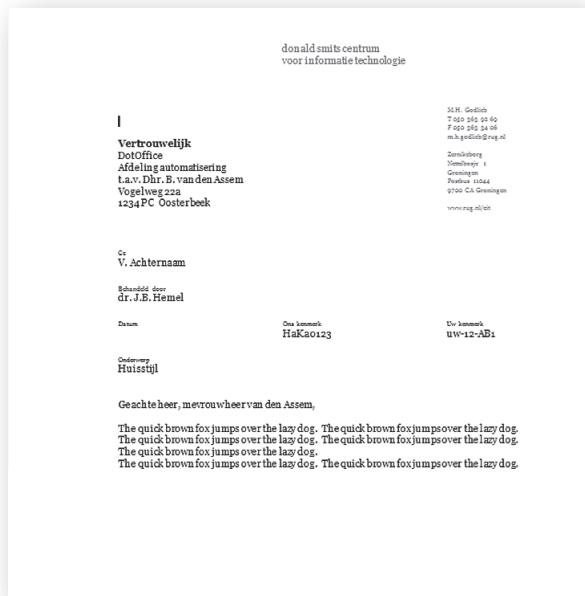 donald smits centrum
voor informatie technologie
M.H. Godlieb
T 050 363 92 69
F 050 363 34 06
m.h.godlieb@rug.nl
Zernikeborg
Nettelbosje 1
Groningen
Postbus 11044
9700 CA Groningen
www.rug.nl/cit
Vertrouwelijk
DotOffice
Afdeling automatisering
t.a.v. Dhr. B. van den Assem
Vogelweg 22a
1234 PC Oosterbeek
Cc
V. Achternaam
Behandeld door
dr. J.B. Hemel
Datum
Ons kenmerk
HaKa0123
Uw kenmerk
uw-12-AB1
Onderwerp
Huisstijl
Geachte heer, mevrouwheer van den Assem,
The quick brown fox jumps over the lazy dog. The quick brown fox jumps over the lazy dog.
The quick brown fox jumps over the lazy dog. The quick brown fox jumps over the lazy dog.
The quick brown fox jumps over the lazy dog.
The quick brown fox jumps over the lazy dog. The quick brown fox jumps over the lazy dog.